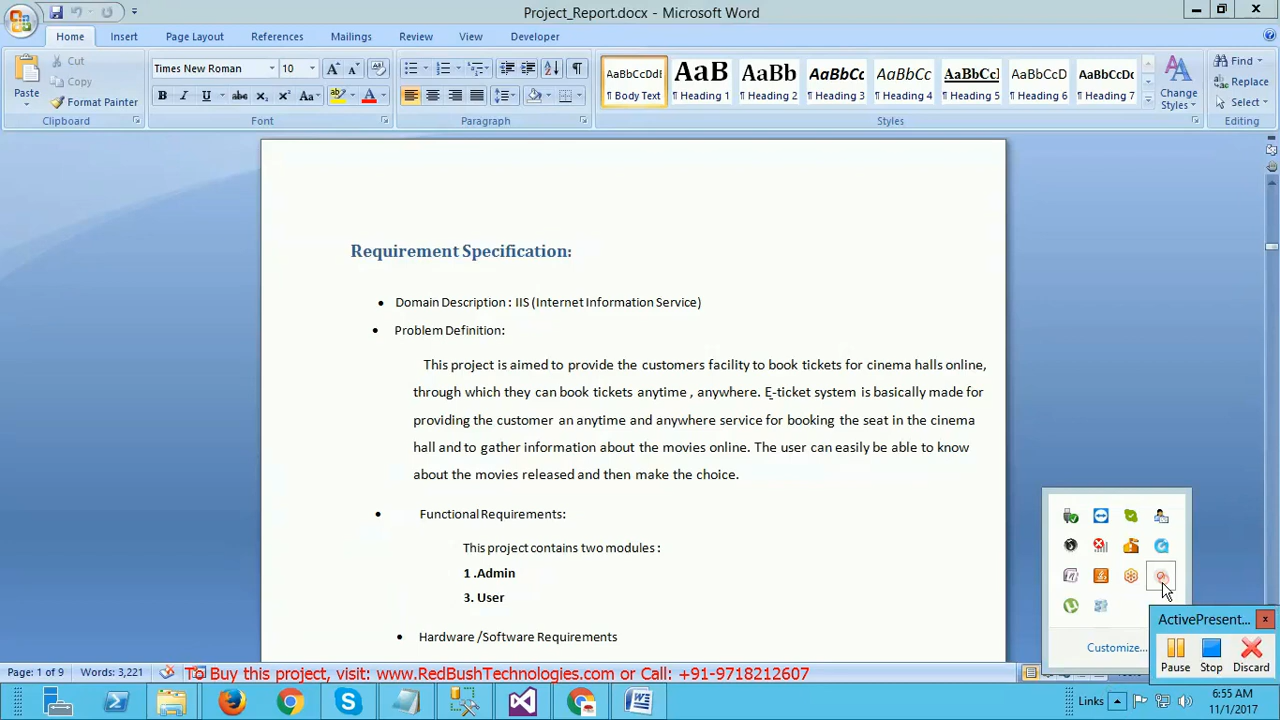 Project_Report.docx - Microsoft Word
Home Insert Page Layout References Mailings Review View Developer
Paste
Cut
Copy
Format Painter
Clipboard
Times New Roman 10
B I U abc x₂ x² Aa
Font
Paragraph
AaBbCcDdE AaB AaBb AaBbCc AaBbCcD AaBbCcI AaBbCcD AaBbCcDc
¶ Body Text ¶ Heading 1 ¶ Heading 2 ¶ Heading 3 ¶ Heading 4 ¶ Heading 5 ¶ Heading 6 ¶ Heading 7
Styles
Change Styles
Find
Replace
Select
Editing
Requirement Specification:
• Domain Description : IIS (Internet Information Service)
• Problem Definition:
This project is aimed to provide the customers facility to book tickets for cinema halls online,
through which they can book tickets anytime , anywhere. E-ticket system is basically made for
providing the customer an anytime and anywhere service for booking the seat in the cinema
hall and to gather information about the movies online. The user can easily be able to know
about the movies released and then make the choice.
• Functional Requirements:
This project contains two modules :
1 .Admin
3. User
• Hardware /Software Requirements
Customize...
ActivePresent...
Pause Stop Discard
Page: 1 of 9 Words: 3,221
To Buy this project, visit: www.RedBushTechnologies.com or Call: +91-9718212607
Links
6:55 AM
11/1/2017